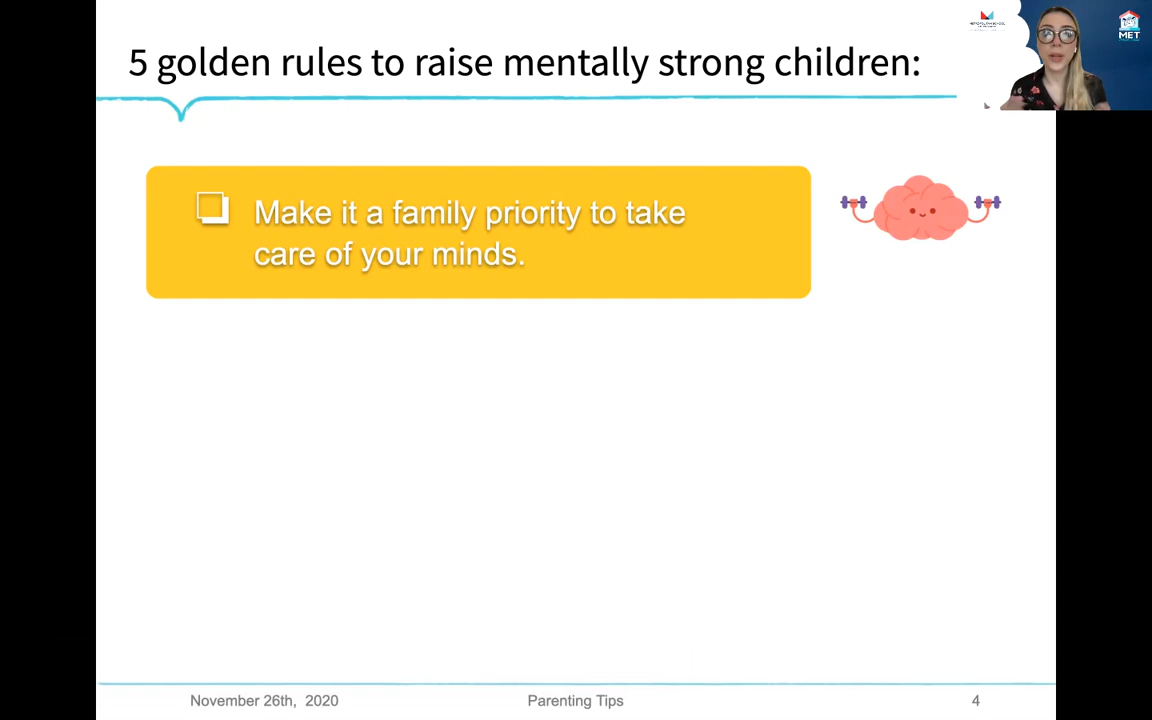 5 golden rules to raise mentally strong children:
MET
Make it a family priority to take
care of your minds.
November 26th, 2020
Parenting Tips
4